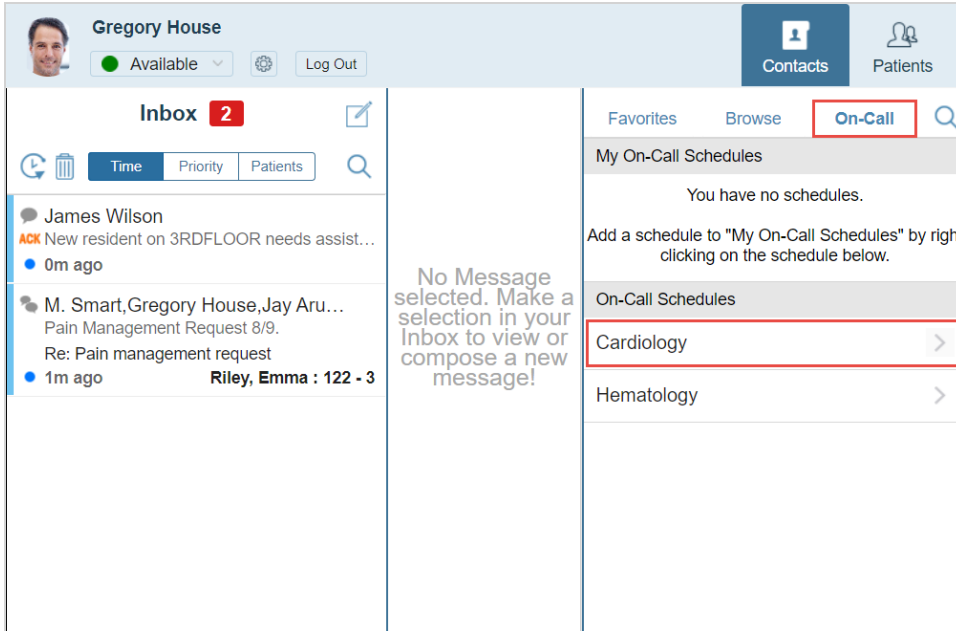 Gregory House
Available
Log Out
Contacts
Patients
Inbox 2
Time
Priority
Patients
James Wilson
ACK New resident on 3RDFLOOR needs assist...
0m ago
M. Smart,Gregory House,Jay Aru...
Pain Management Request 8/9.
Re: Pain management request
1m ago
Riley, Emma : 122 - 3
No Message
selected. Make a
selection in your
Inbox to view or
compose a new
message!
Favorites
Browse
On-Call
My On-Call Schedules
You have no schedules.
Add a schedule to "My On-Call Schedules" by righ
clicking on the schedule below.
On-Call Schedules
Cardiology
Hematology